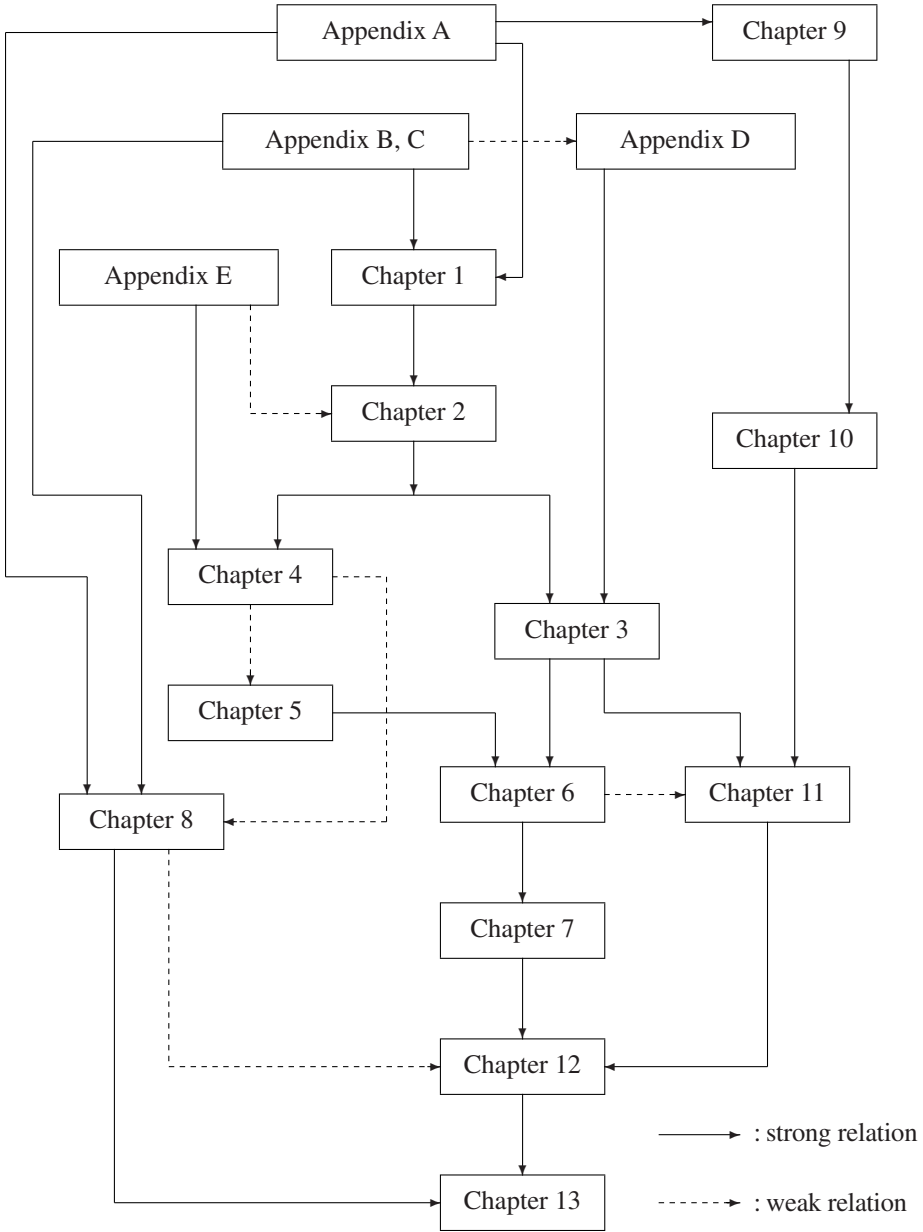 Appendix A
Chapter 9
Appendix B, C
Appendix D
Appendix E
Chapter 1
Chapter 2
Chapter 10
Chapter 4
Chapter 3
Chapter 5
Chapter 6
Chapter 11
Chapter 8
Chapter 7
Chapter 12
: strong relation
Chapter 13
: weak relation